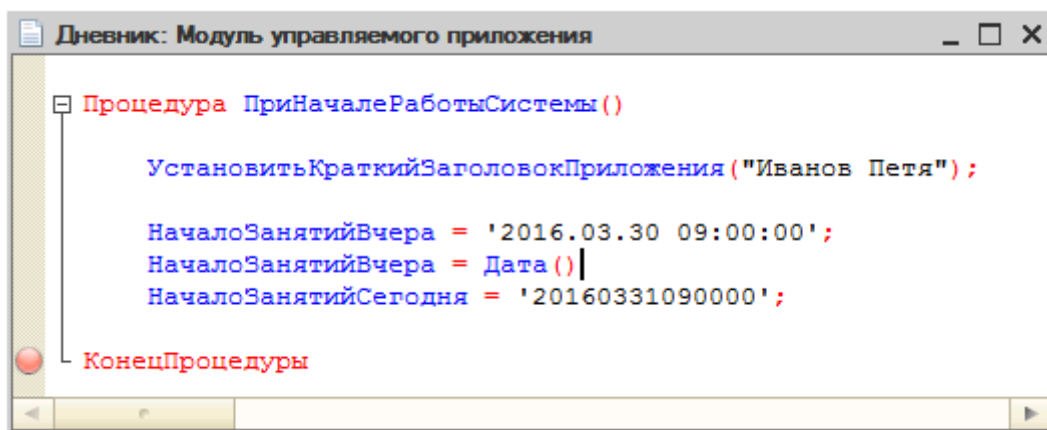 Дневник: Модуль управляемого приложения
Процедура ПриНачалеРаботыСистемы()
УстановитьКраткийЗаголовокПриложения("Иванов Петя");
НачалоЗанятийВчера = '2016.03.30 09:00:00';
НачалоЗанятийВчера = Дата()
НачалоЗанятийСегодня = '20160331090000';
КонецПроцедуры